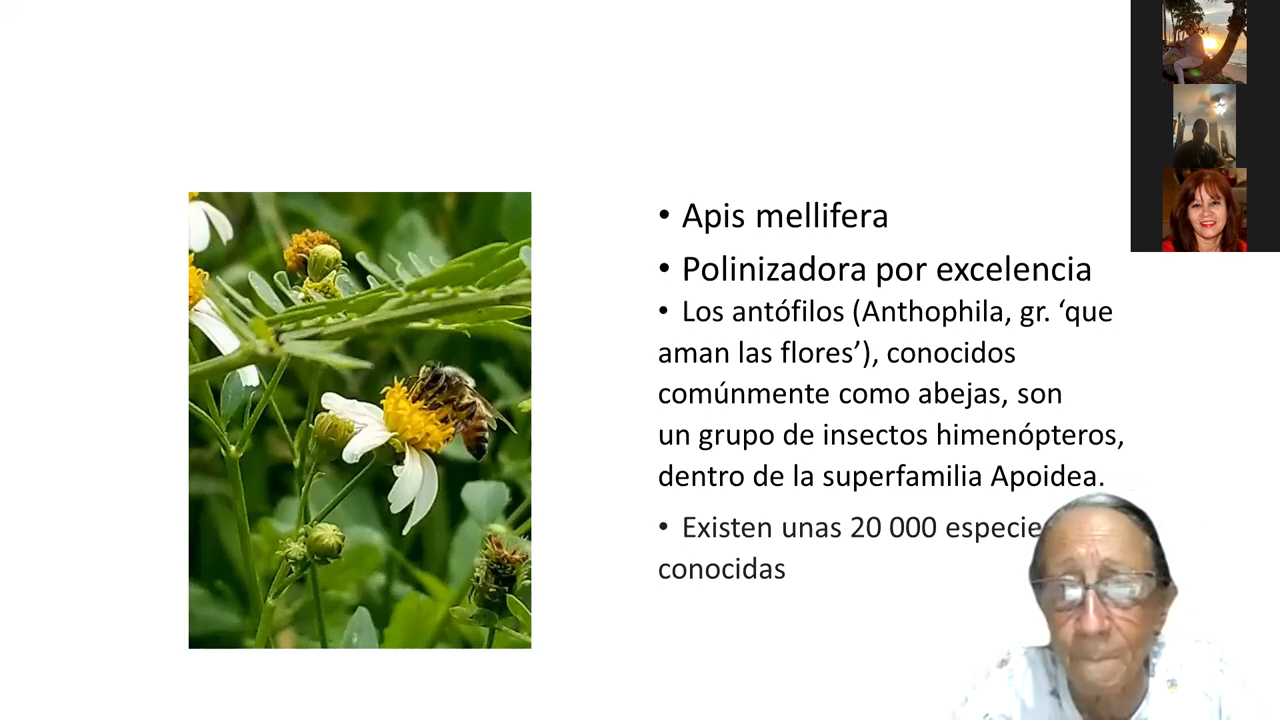 • Apis mellifera
• Polinizadora por excelencia
• Los antófilos (Anthophila, gr. ‘que
aman las flores’), conocidos
comúnmente como abejas, son
un grupo de insectos himenópteros,
dentro de la superfamilia Apoidea.
• Existen unas 20 000 especie
conocidas